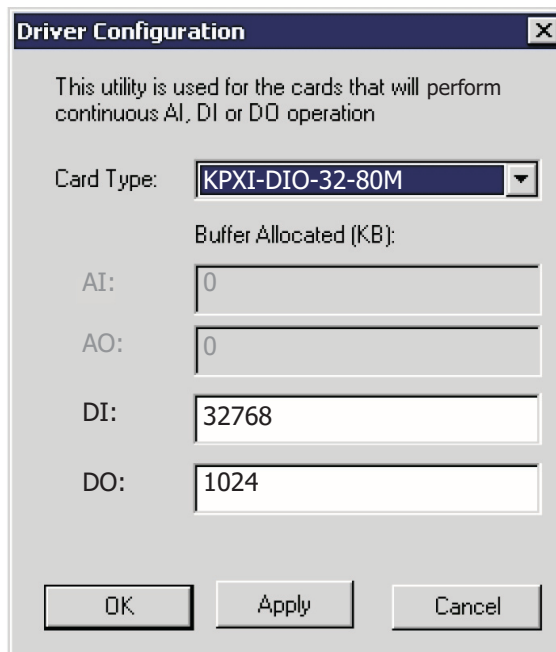 Driver Configuration
This utility is used for the cards that will perform
continuous AI, DI or DO operation
Card Type: KPXI-DIO-32-80M
Buffer Allocated (KB):
AI: 0
AO: 0
DI: 32768
DO: 1024
OK Apply Cancel